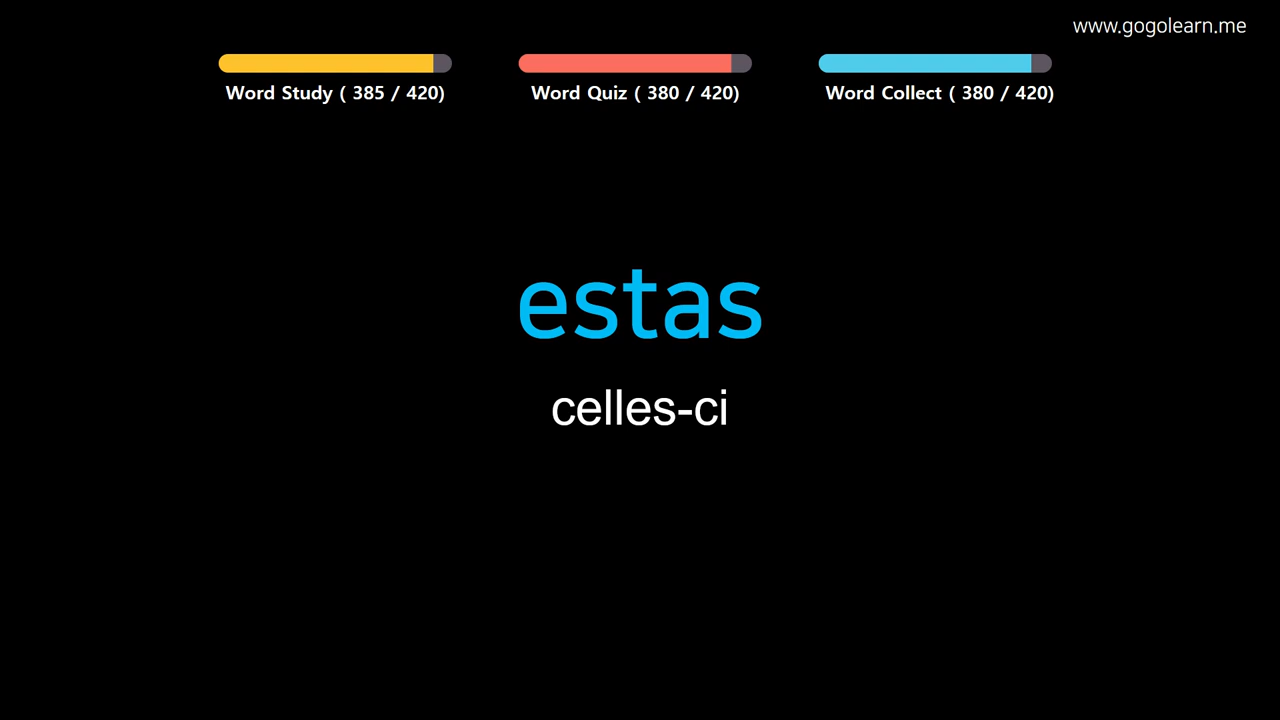 www.gogolearn.me
Word Study ( 385 / 420)
Word Quiz ( 380 / 420)
Word Collect ( 380 / 420)
estas
celles-ci